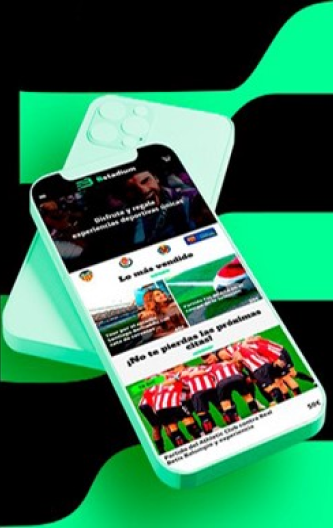 Bstadium
Disfruta y regala
experiencias deportivas únicas
Lo más vendido
¡No te pierdas las próximas
citas!
Partido del Athletic Club contra Real
Betis Balompié y experiencia
50€